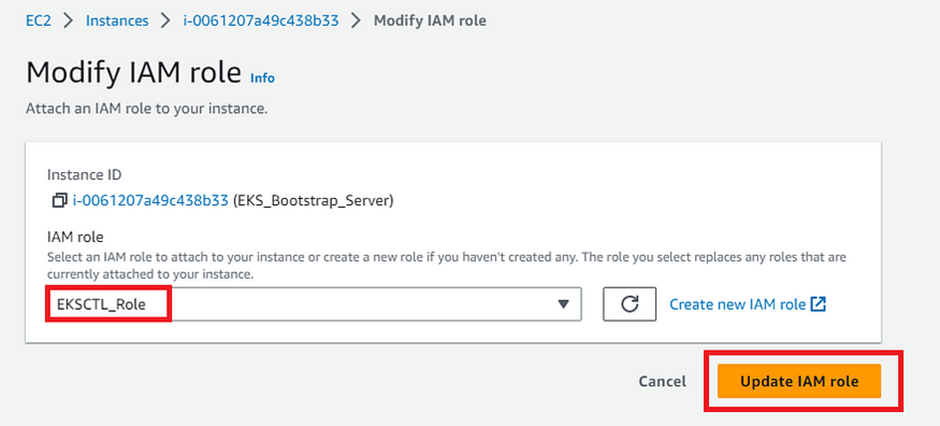 EC2 > Instances > i-0061207a49c438b33 > Modify IAM role
Modify IAM role Info
Attach an IAM role to your instance.
Instance ID
i-0061207a49c438b33 (EKS_Bootstrap_Server)
IAM role
Select an IAM role to attach to your instance or create a new role if you haven't created any. The role you select replaces any roles that are
currently attached to your instance.
EKSCTL_Role
Create new IAM role
Cancel Update IAM role